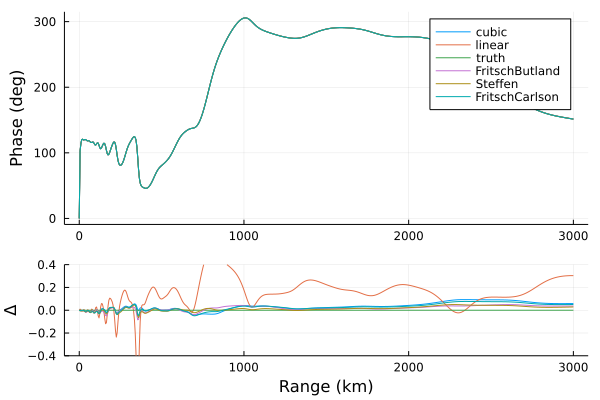 Phase (deg)
300
200
100
0
cubic
linear
truth
FritschButland
Steffen
FritschCarlson
0 1000 2000 3000
Δ
0.4
0.2
0.0
−0.2
−0.4
0 1000 2000 3000
Range (km)